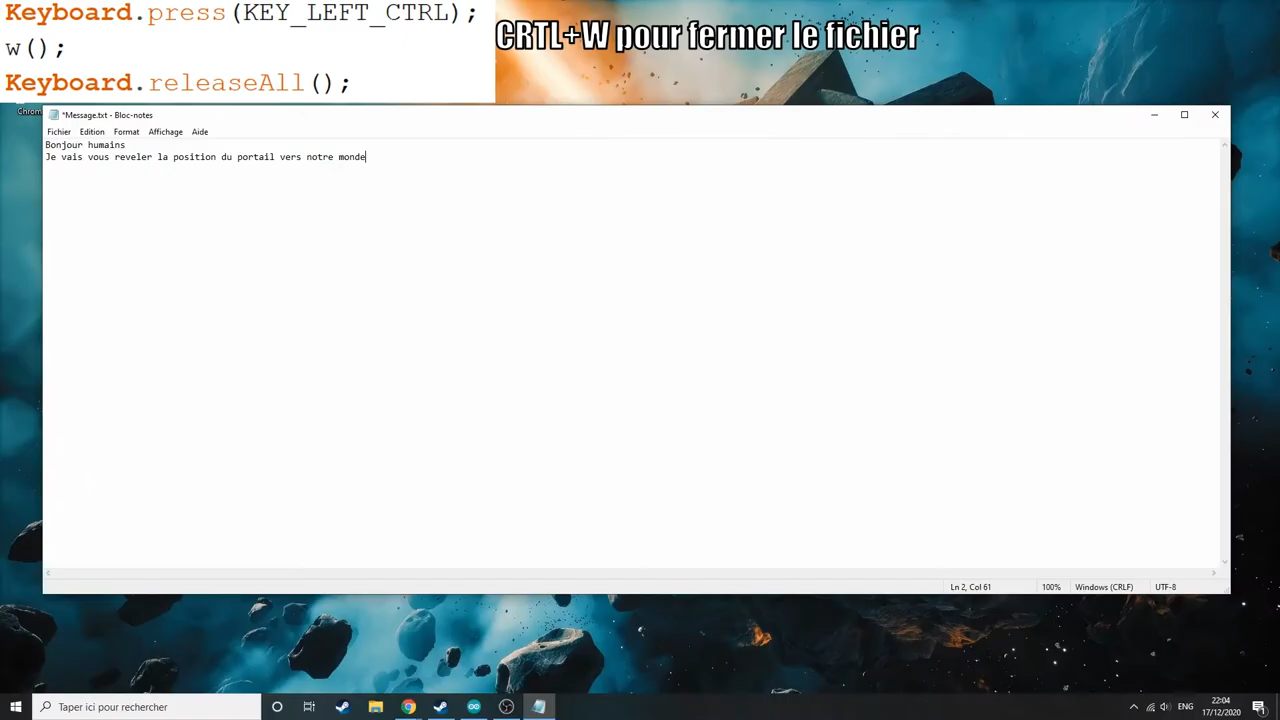 Keyboard.press(KEY_LEFT_CTRL);
w();
Keyboard.releaseAll();
CRTL+W pour fermer le fichier
Chrom
*Message.txt - Bloc-notes
Fichier Edition Format Affichage Aide
Bonjour humains
Je vais vous reveler la position du portail vers notre monde
Ln 2, Col 61 100% Windows (CRLF) UTF-8
Taper ici pour rechercher
ENG
22:04
17/12/2020
1